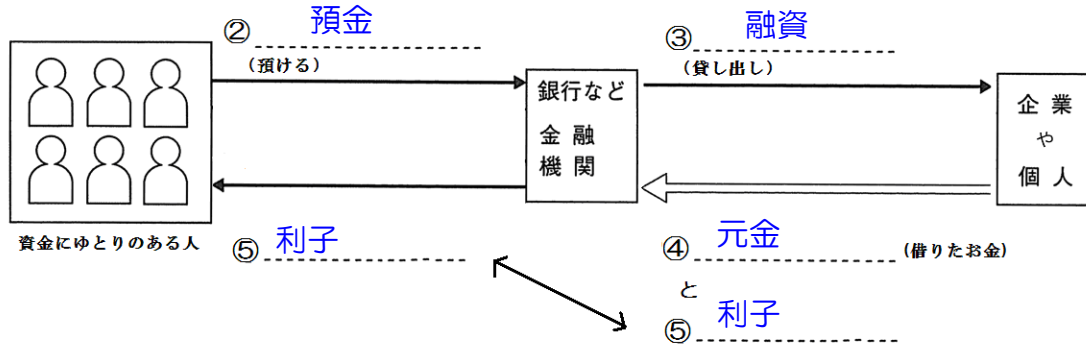 ② 預金
(預ける)
③ 融資
(貸し出し)
銀行など
金融
機関
企業
や
個人
資金にゆとりのある人
⑤ 利子
④ 元金 (借りたお金)
と
⑤ 利子